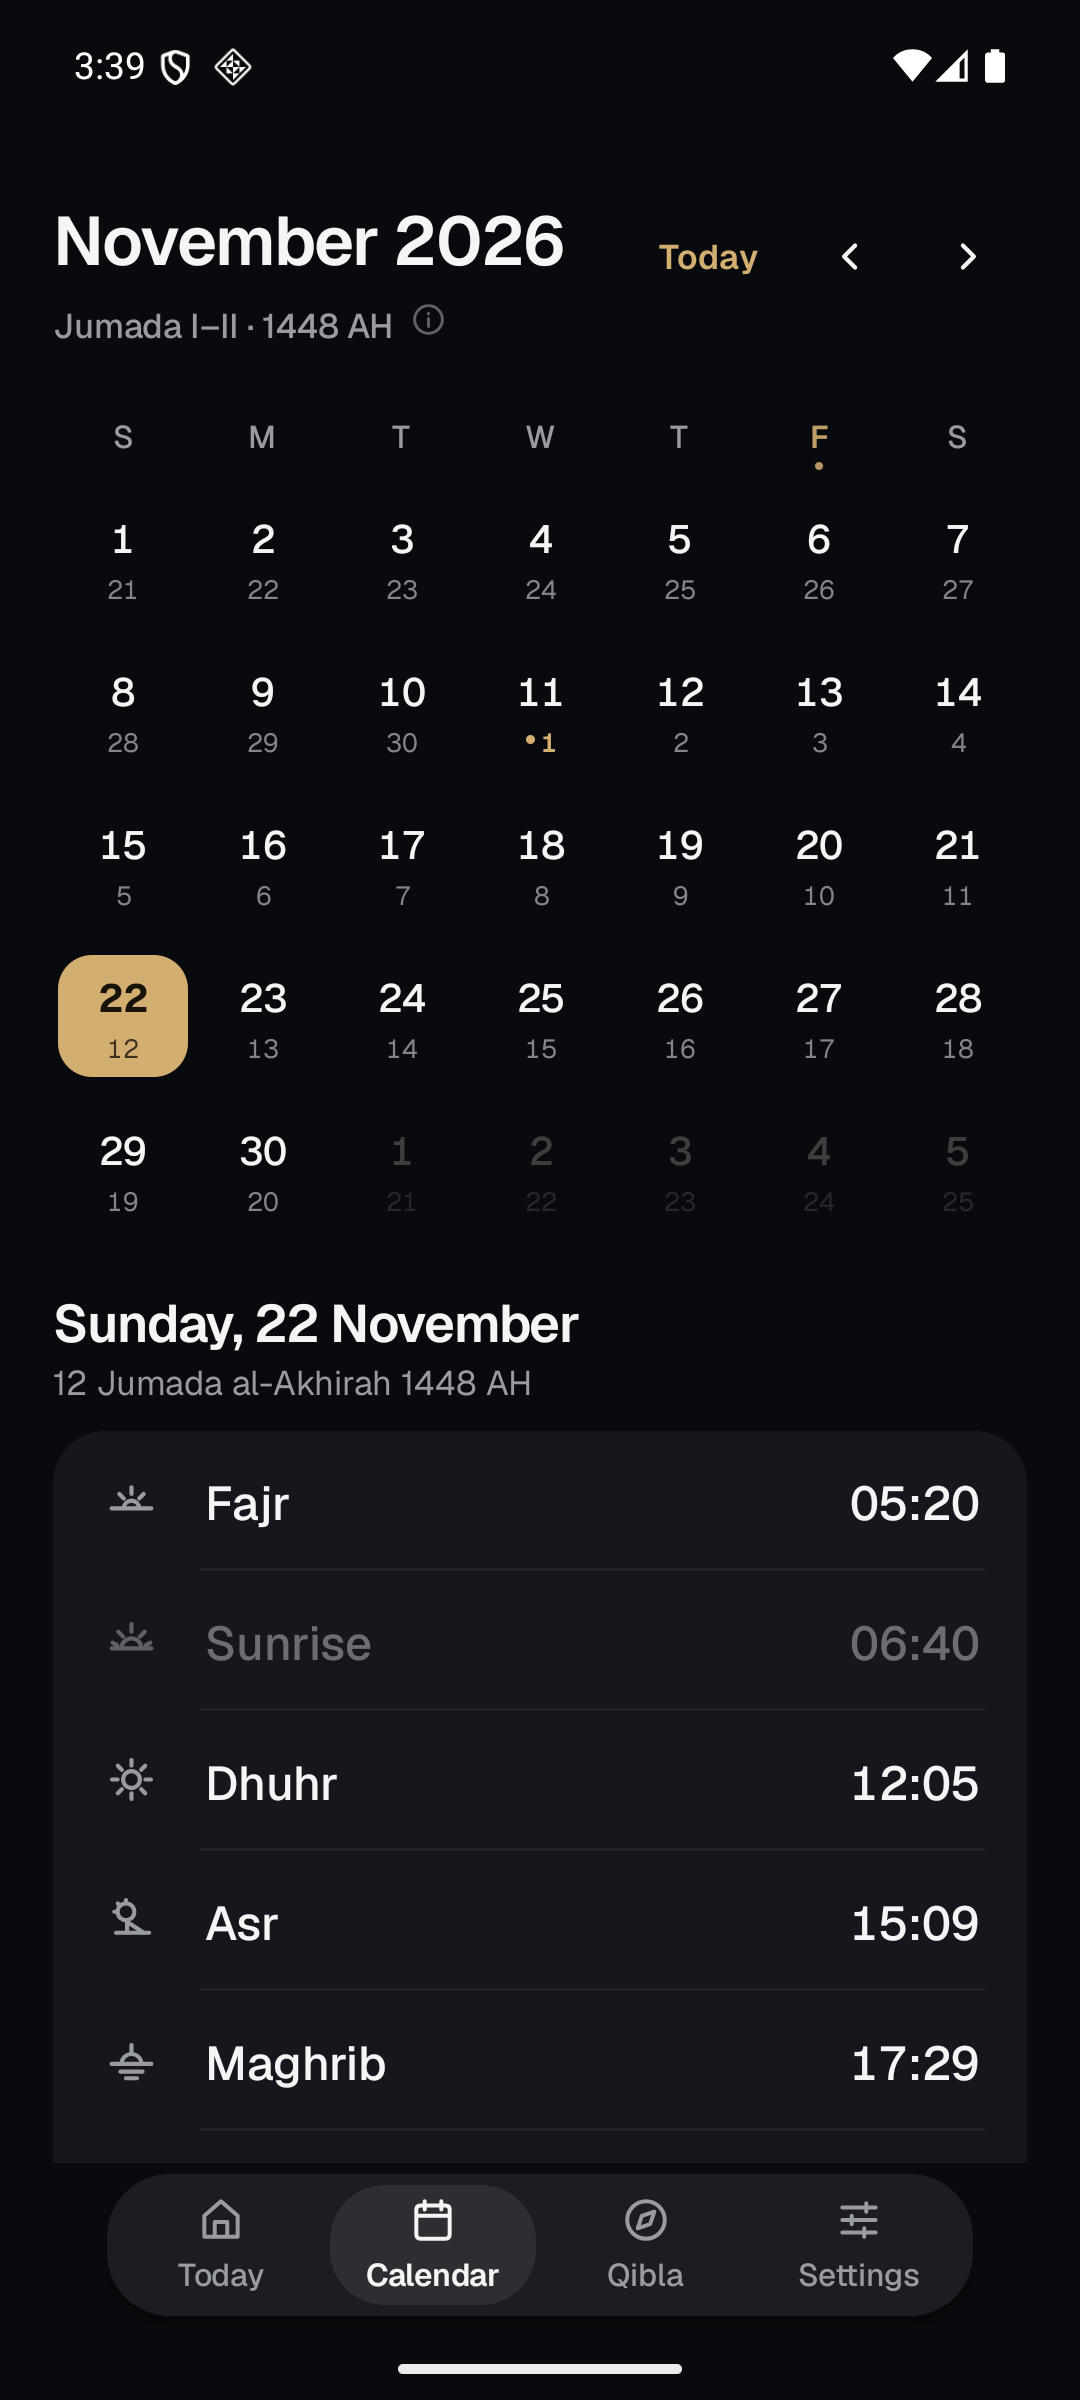 3:39
November 2026
Today
Jumada I–II · 1448 AH
S M T W T F S
1 2 3 4 5 6 7
21 22 23 24 25 26 27
8 9 10 11 12 13 14
28 29 30 •1 2 3 4
15 16 17 18 19 20 21
5 6 7 8 9 10 11
22 23 24 25 26 27 28
12 13 14 15 16 17 18
29 30 1 2 3 4 5
19 20 21 22 23 24 25
Sunday, 22 November
12 Jumada al-Akhirah 1448 AH
Fajr 05:20
Sunrise 06:40
Dhuhr 12:05
Asr 15:09
Maghrib 17:29
Today Calendar Qibla Settings